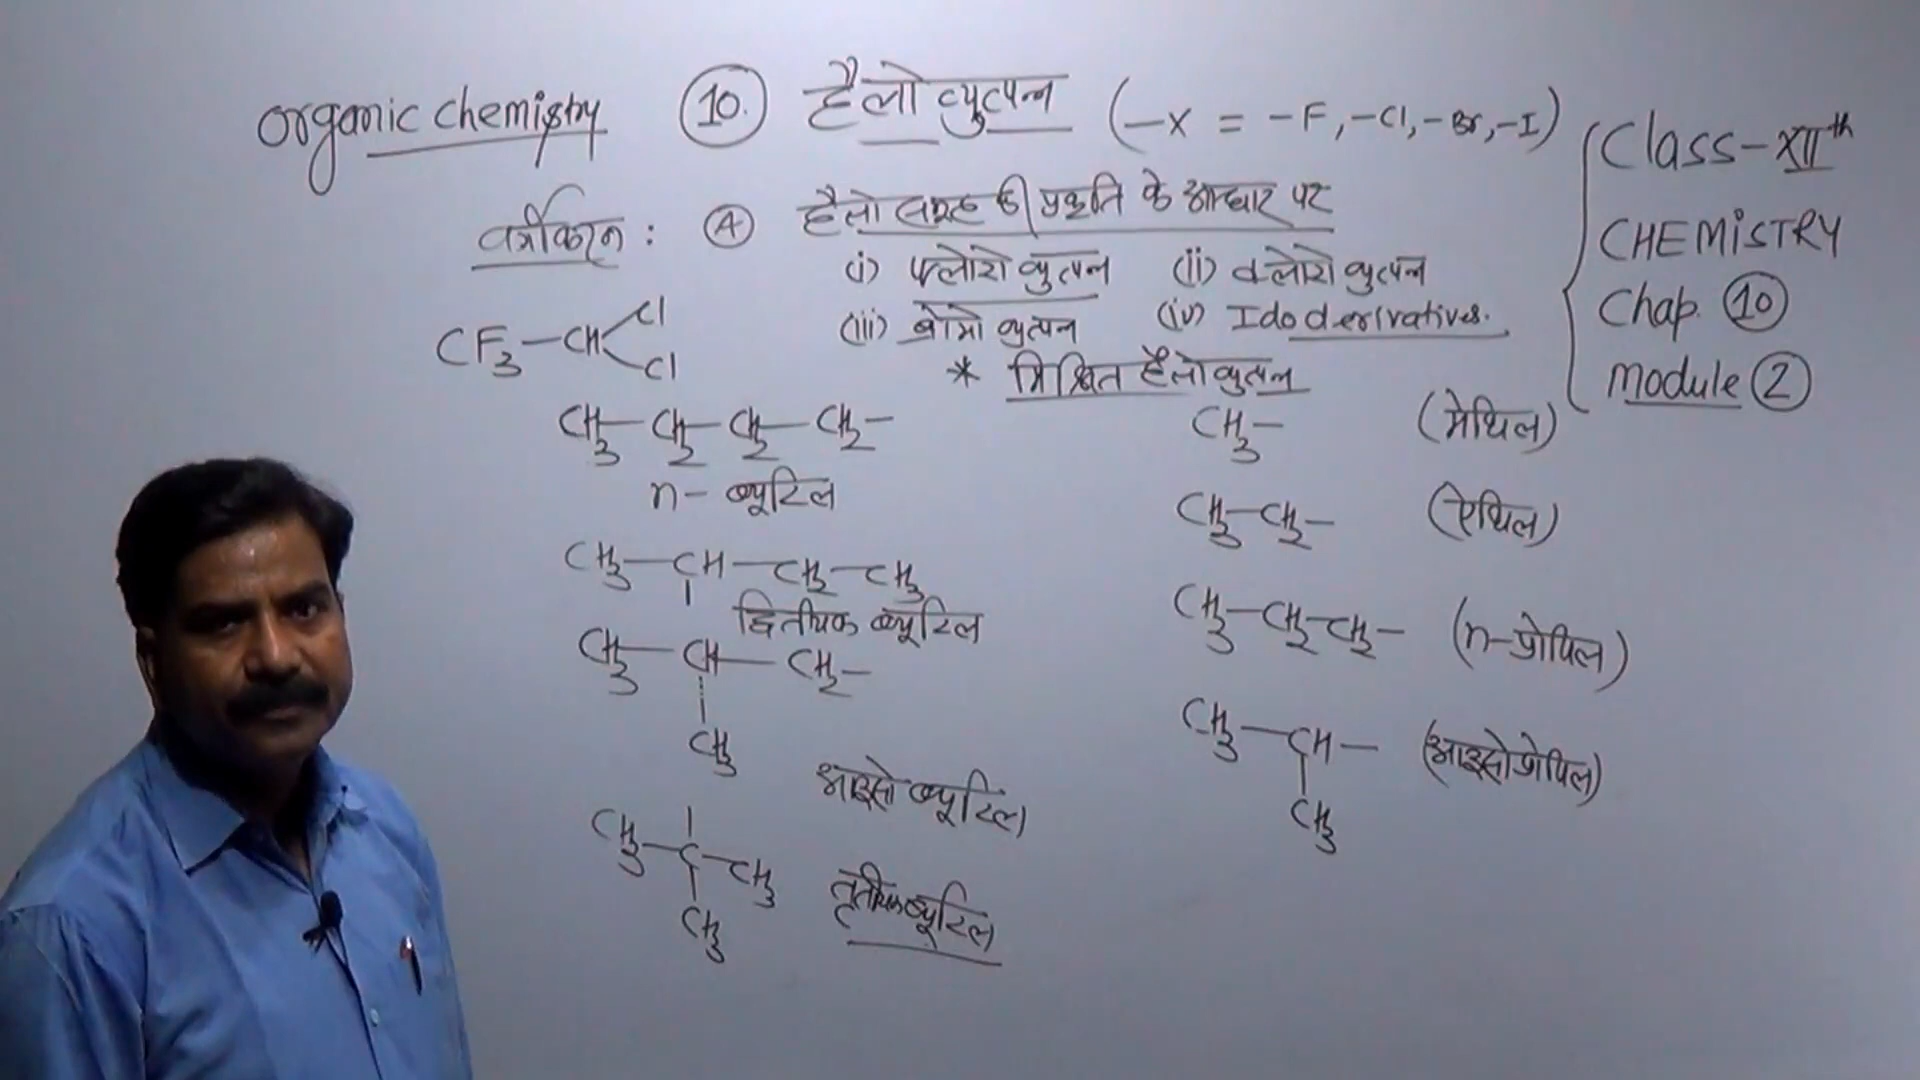 organic chemistry (10.) हैलो व्युत्पन्न (-X = -F, -Cl, -Br, -I)
वर्गीकरण : (A) हैलो समूह की प्रकृति के आधार पर
(i) फ्लोरो व्युत्पन्न (ii) क्लोरो व्युत्पन्न
(iii) ब्रोमो व्युत्पन्न (iv) Ido derivatives.
* मिश्रित हैलो व्युत्पन्न
Class-XIIth
CHEMiSTRY
Chap. (10)
Module (2)
CF3-CH
Cl
Cl
CH3-CH2-CH2-CH2-
n-ब्यूटिल
CH3-CH-CH2-CH3
द्वितीयक ब्यूटिल
CH3-CH-CH2-
CH3
आइसो ब्यूटिल
CH3-C-CH3
CH3
तृतीयक ब्यूटिल
CH3- (मेथिल)
CH3-CH2- (ऐथिल)
CH3-CH2-CH2- (n-प्रोपिल)
CH3-CH- (आइसोप्रोपिल)
CH3